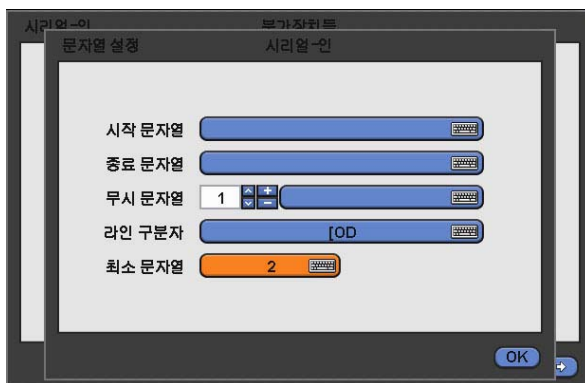 시리얼-인 부가장치들
문자열 설정 시리얼-인
시작 문자열
종료 문자열
무시 문자열 1
라인 구분자 [OD
최소 문자열 2
OK